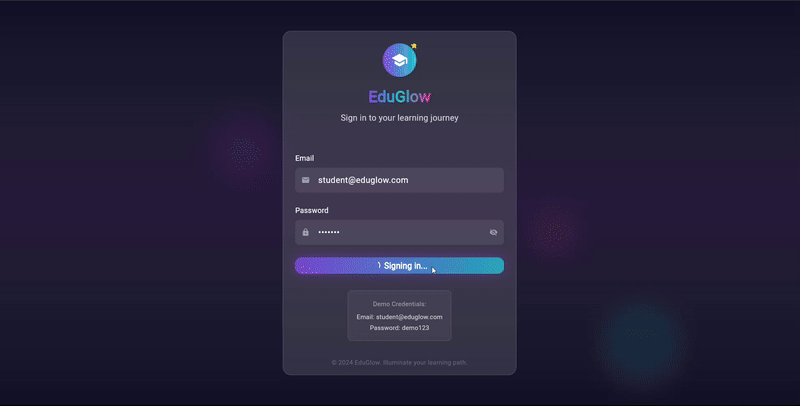 EduGlow
Sign in to your learning journey
Email
student@eduglow.com
Password
•••••••
Signing in...
Demo Credentials:
Email: student@eduglow.com
Password: demo123
© 2024 EduGlow. Illuminate your learning path.